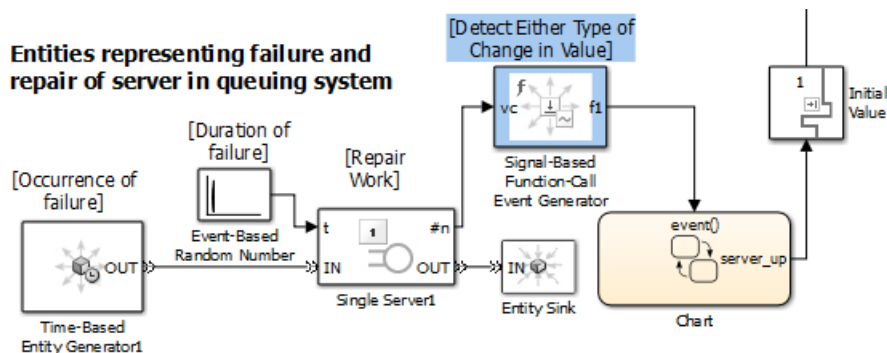 [Detect Either Type of
Change in Value]
Entities representing failure and
repair of server in queuing system
f
vc
f1
1
Initial
Value
[Duration of
failure]
[Repair
Work]
Signal-Based
Function-Call
Event Generator
[Occurrence of
failure]
t
1
#n
event()
server_up
Event-Based
Random Number
OUT
IN
OUT
IN
Single Server1
Entity Sink
Chart
Time-Based
Entity Generator1